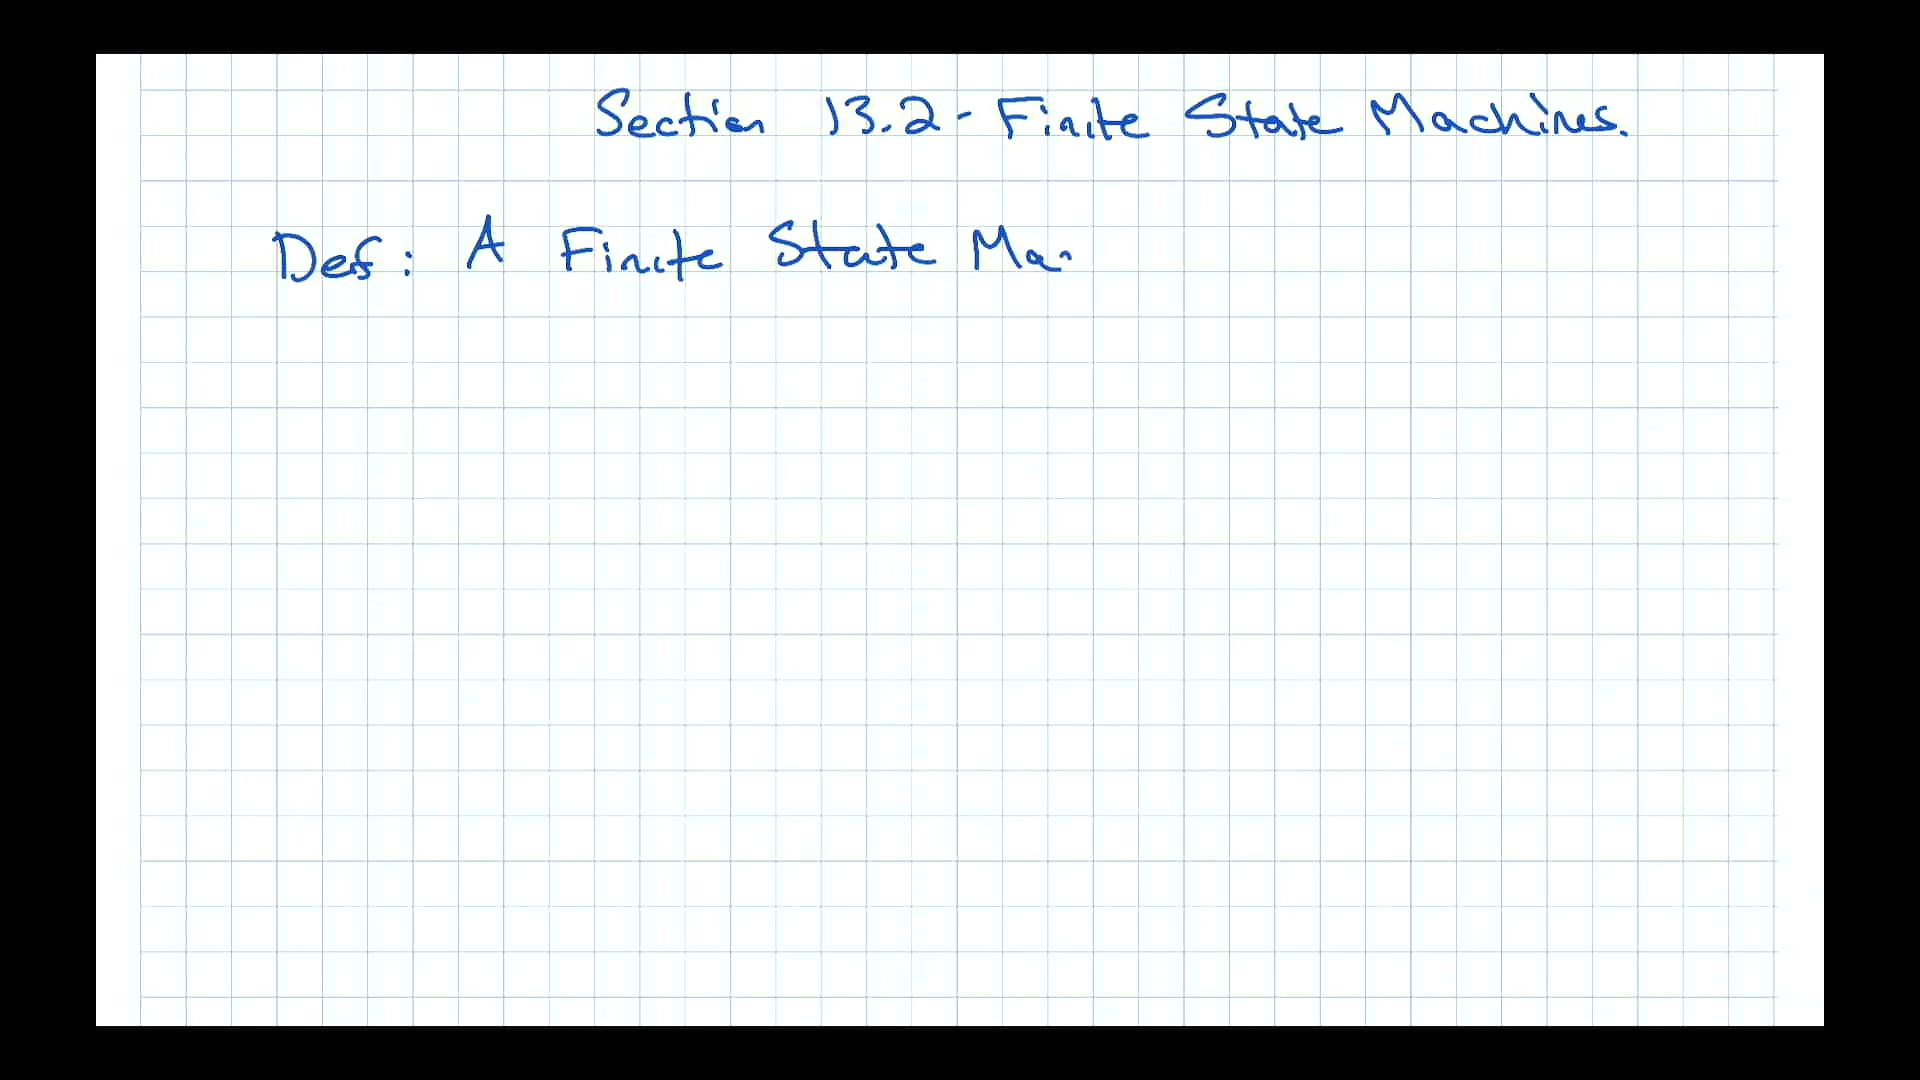 Section 13.2 - Finite State Machines.
Def: A Finite State Ma